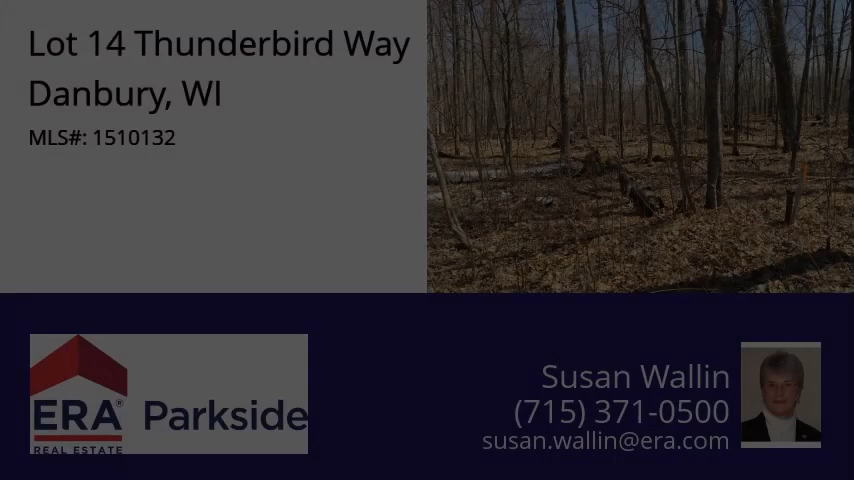 Lot 14 Thunderbird Way
Danbury, WI
MLS#: 1510132
ERA® Parkside
REAL ESTATE
Susan Wallin
(715) 371-0500
susan.wallin@era.com